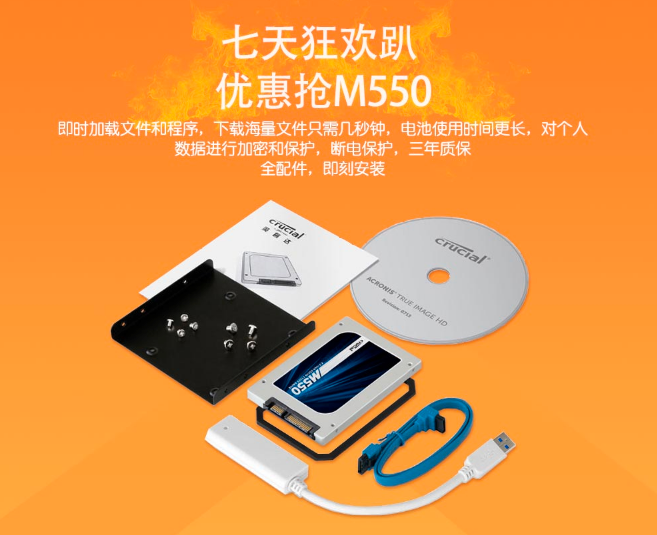 七天狂欢趴
优惠抢M550
即时加载文件和程序，下载海量文件只需几秒钟，电池使用时间更长，对个人
数据进行加密和保护，断电保护，三年质保
全配件，即刻安装
crucial
英睿达
crucial
ACRONIS TRUE IMAGE HD
M550